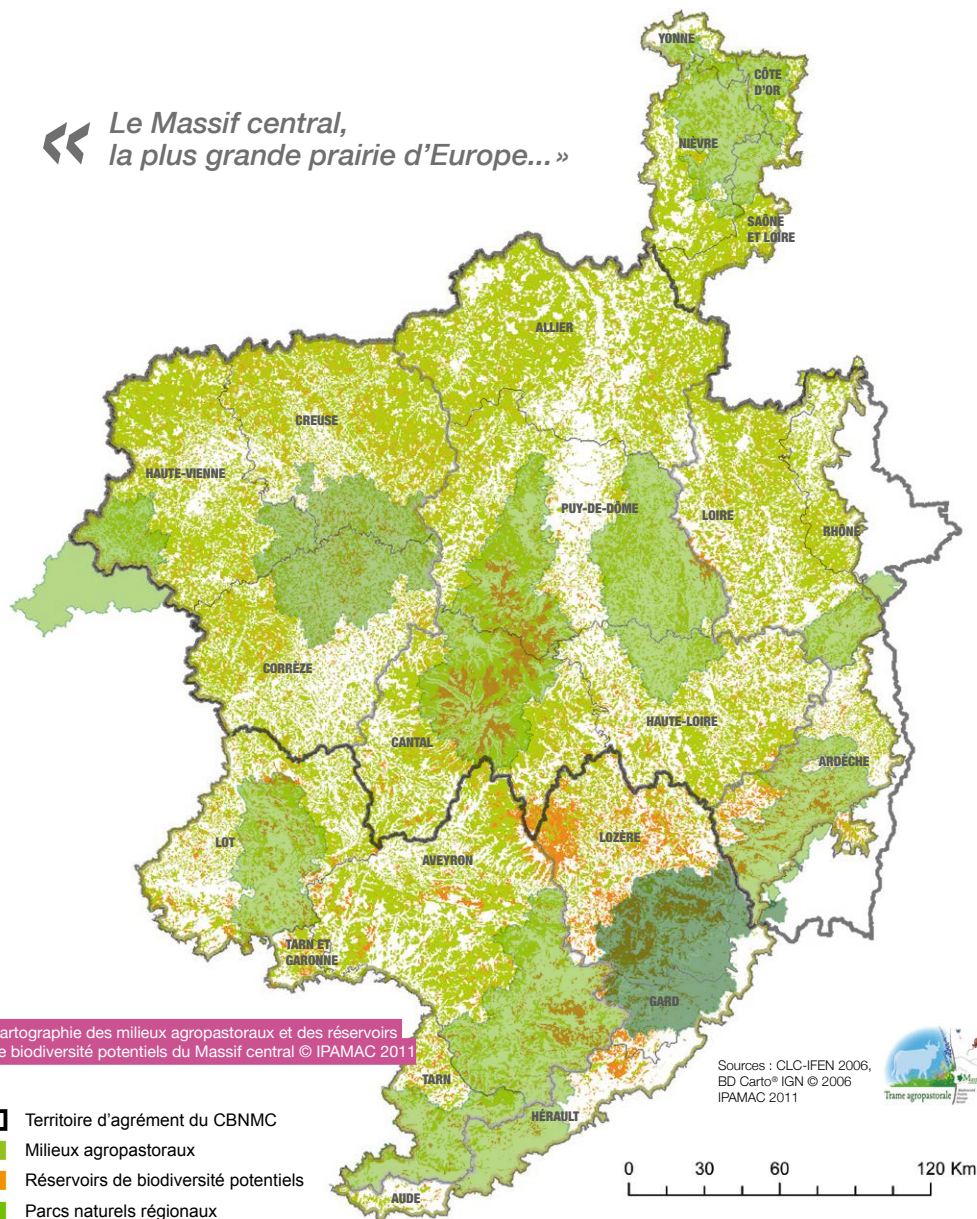 « Le Massif central,
la plus grande prairie d'Europe... »
YONNE
CÔTE
D'OR
NIÈVRE
SAÔNE
ET LOIRE
ALLIER
CREUSE
HAUTE-VIENNE
PUY-DE-DÔME
LOIRE
RHÔNE
CORRÈZE
CANTAL
HAUTE-LOIRE
ARDÈCHE
LOT
AVEYRON
LOZÈRE
TARN ET
GARONNE
GARD
TARN
HÉRAULT
AUDE
artographie des milieux agropastoraux et des réservoirs
e biodiversité potentiels du Massif central © IPAMAC 2011
Sources : CLC-IFEN 2006,
BD Carto® IGN © 2006
IPAMAC 2011
Trame agropastorale
Territoire d'agrément du CBNMC
Milieux agropastoraux
Réservoirs de biodiversité potentiels
Parcs naturels régionaux
0 30 60 120 Km